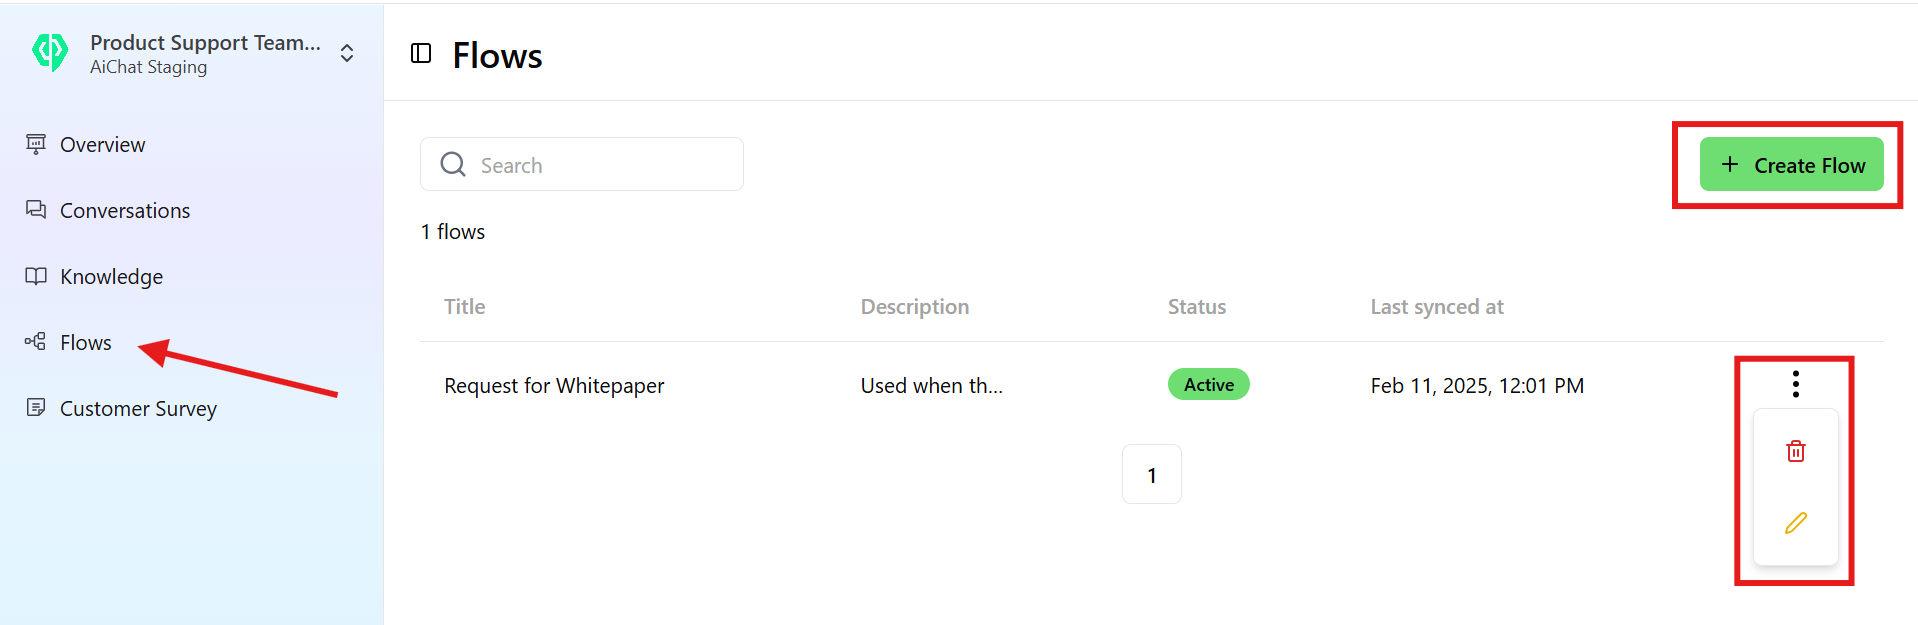 Product Support Team...
AiChat Staging
Flows
Overview
Conversations
Knowledge
Flows
Customer Survey
Search
+ Create Flow
1 flows
Title Description Status Last synced at
Request for Whitepaper Used when th... Active Feb 11, 2025, 12:01 PM
1